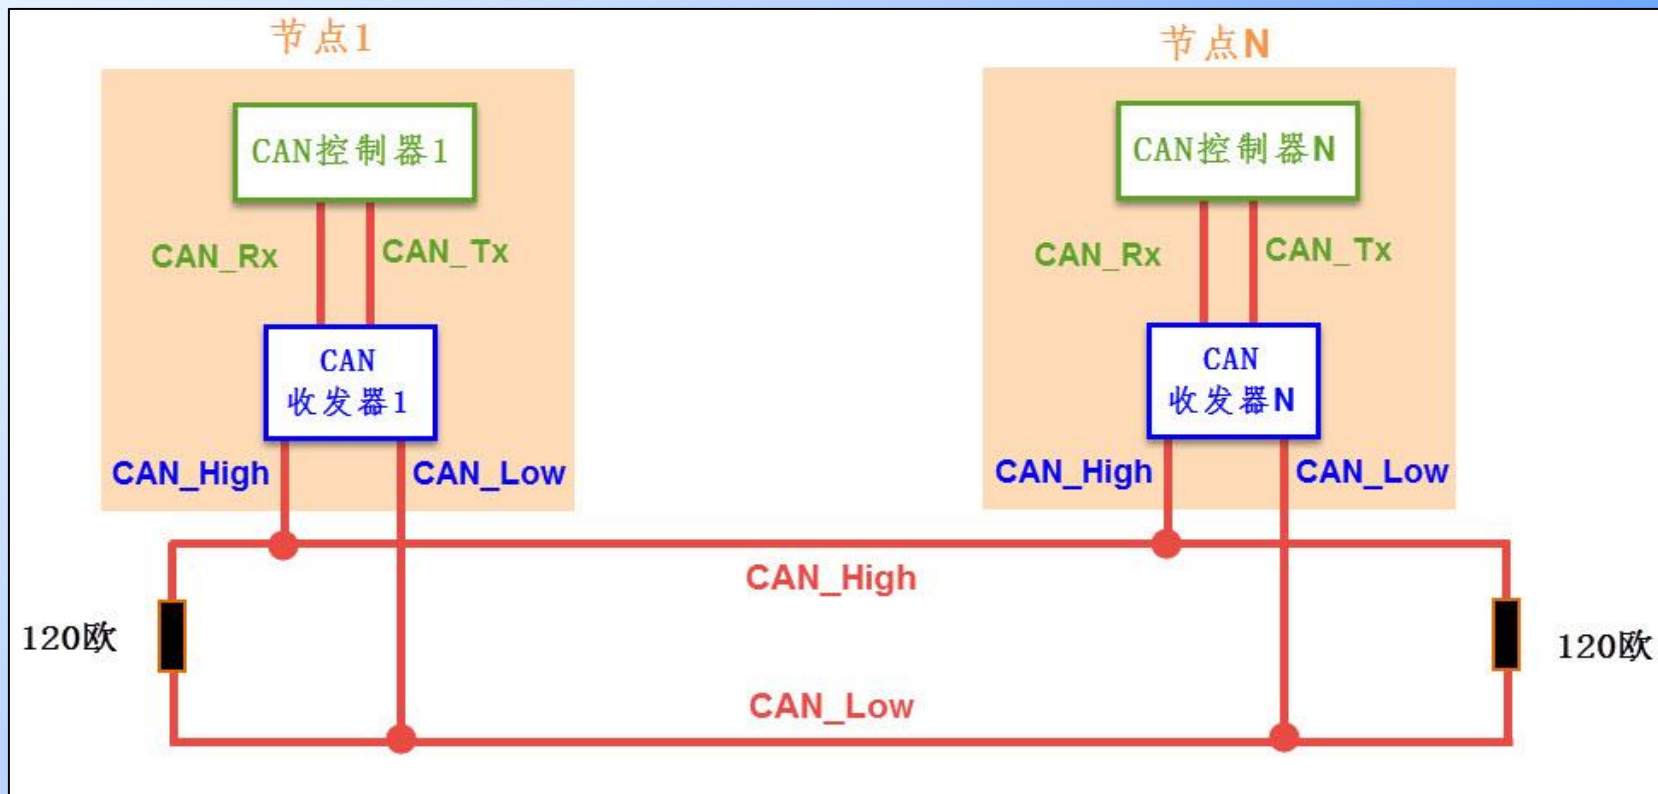 节点1
节点N
CAN控制器1
CAN控制器N
CAN_Rx
CAN_Tx
CAN_Rx
CAN_Tx
CAN
收发器1
CAN
收发器N
CAN_High
CAN_Low
CAN_High
CAN_Low
CAN_High
120欧
120欧
CAN_Low